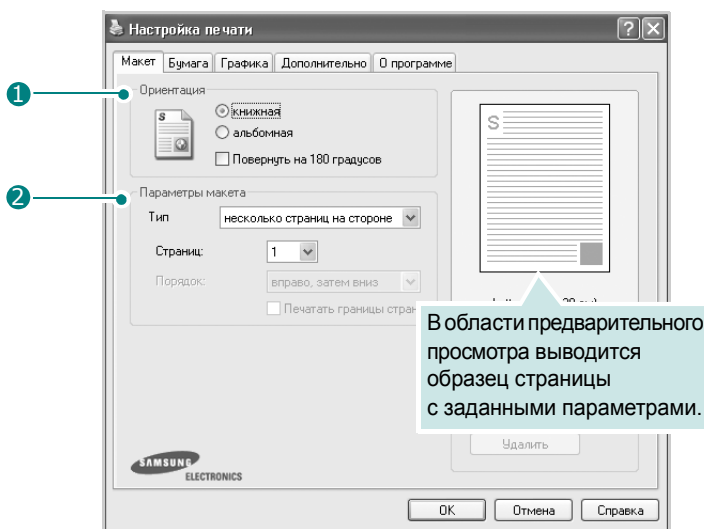 Настройка печати
Макет Бумага Графика Дополнительно О программе
1
Ориентация
книжная
альбомная
Повернуть на 180 градусов
S
S
2
Параметры макета
Тип
несколько страниц на стороне
Страниц:
1
Порядок:
вправо, затем вниз
Печатать границы стран
В области предварительного
просмотра выводится
образец страницы
с заданными параметрами.
Удалить
SAMSUNG
ELECTRONICS
OK Отмена Справка